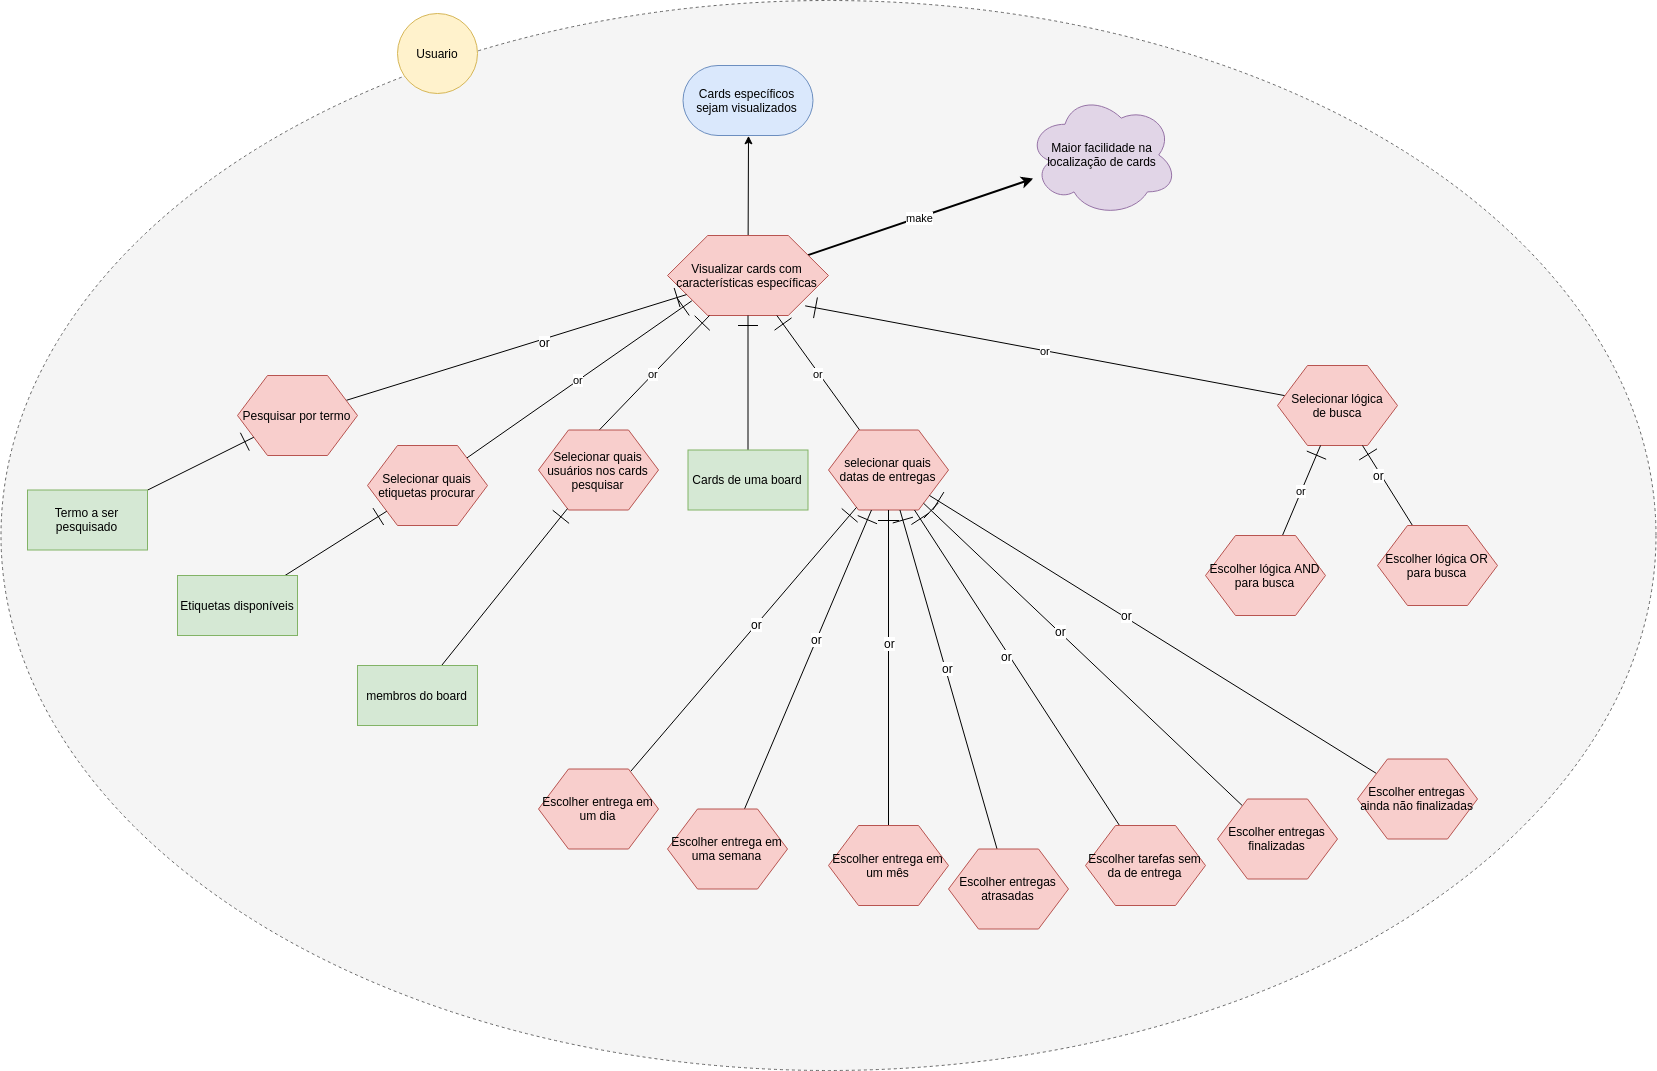 Usuario
Cards específicos
sejam visualizados
Maior facilidade na
localização de cards
make
Visualizar cards com
características específicas
or
or
or
or
or
Pesquisar por termo
Selecionar quais
etiquetas procurar
Selecionar quais
usuários nos cards
pesquisar
Cards de uma board
selecionar quais
datas de entregas
Selecionar lógica
de busca
Termo a ser
pesquisado
Etiquetas disponíveis
membros do board
or
or
Escolher lógica AND
para busca
Escolher lógica OR
para busca
or
or
or
or
or
or
or
Escolher entrega em
um dia
Escolher entrega em
uma semana
Escolher entrega em
um mês
Escolher entregas
atrasadas
Escolher tarefas sem
da de entrega
Escolher entregas
finalizadas
Escolher entregas
ainda não finalizadas